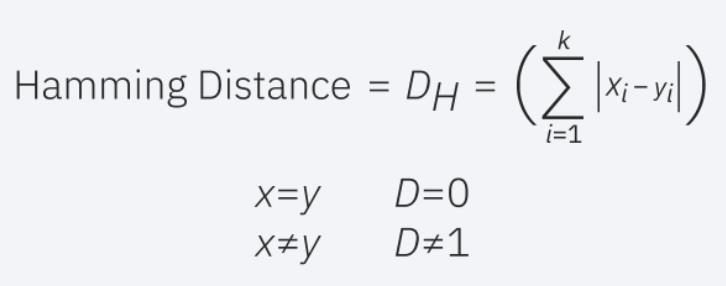 Hamming Distance = D_H = (∑_{i=1}^{k} |x_i - y_i|)
x=y D=0
x≠y D≠1